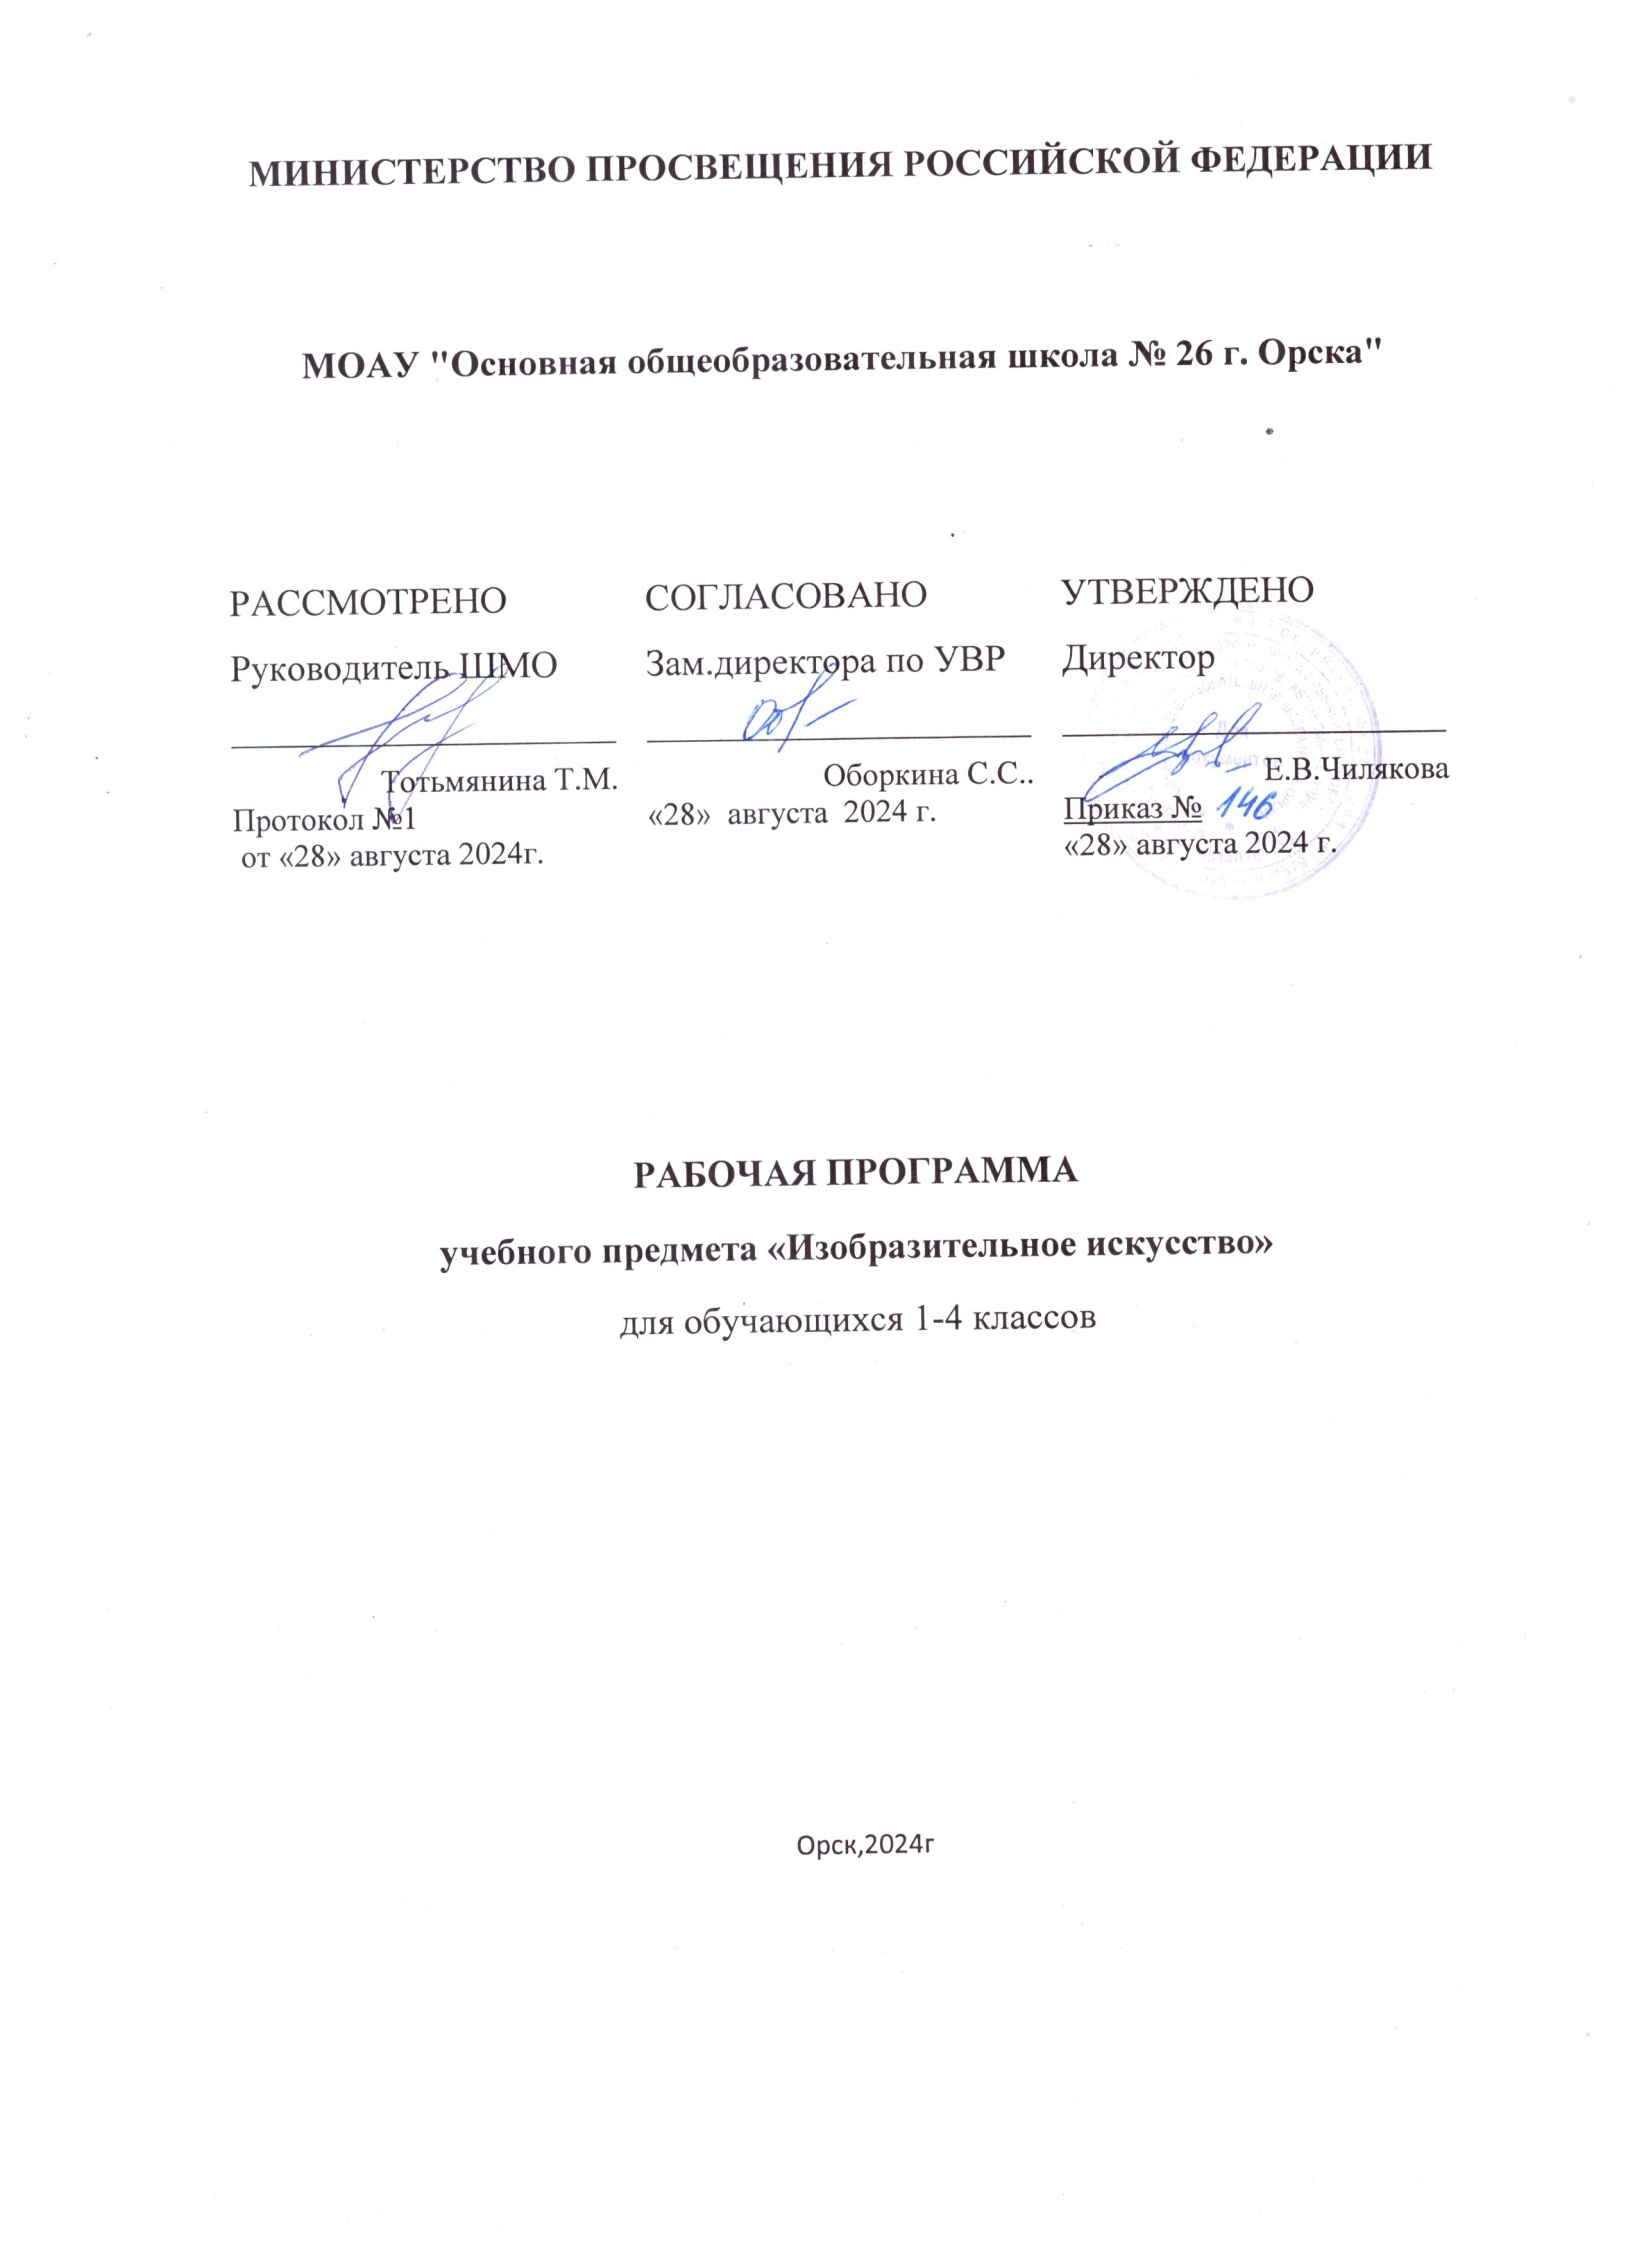 МИНИСТЕРСТВО ПРОСВЕЩЕНИЯ РОССИЙСКОЙ ФЕДЕРАЦИИ
МОАУ "Основная общеобразовательная школа № 26 г. Орска"
РАССМОТРЕНО
Руководитель ШМО
Тотьмянина Т.М.
Протокол №1
от «28» августа 2024г.
СОГЛАСОВАНО
Зам.директора по УВР
Оборкина С.С..
«28» августа 2024 г.
УТВЕРЖДЕНО
Директор
Е.В.Чилякова
Приказ № 146
«28» августа 2024 г.
РАБОЧАЯ ПРОГРАММА
учебного предмета «Изобразительное искусство»
для обучающихся 1-4 классов
Орск,2024г